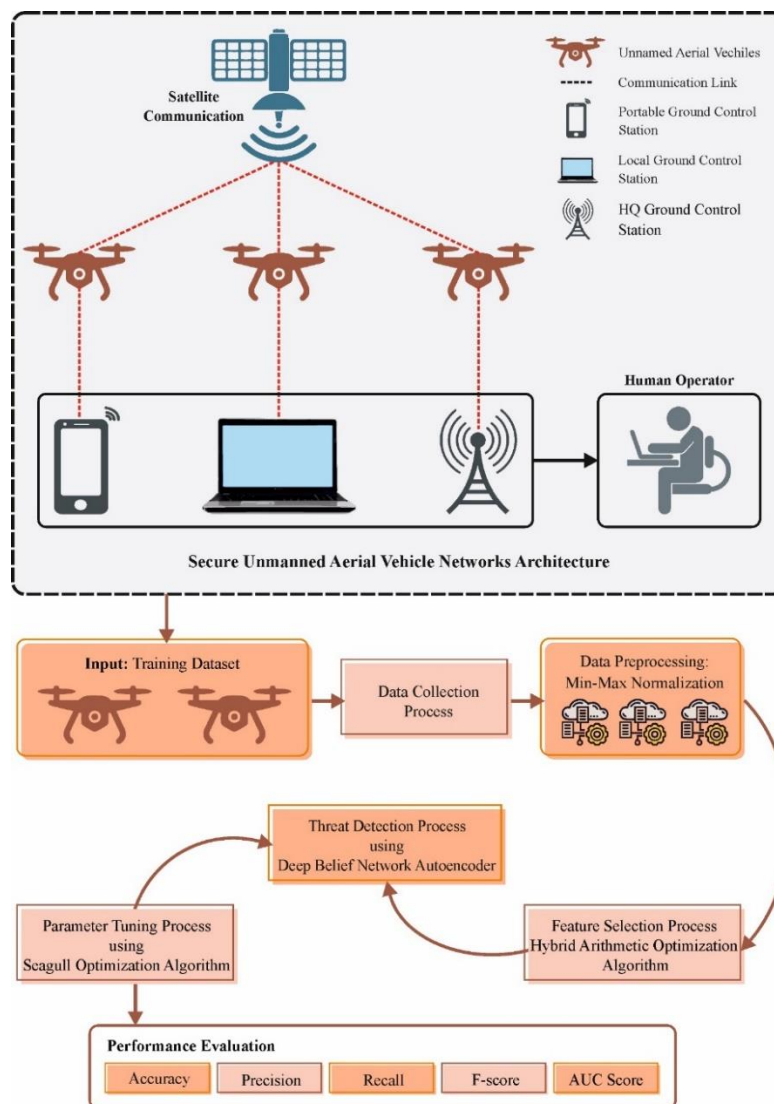 Satellite
Communication
Unnamed Aerial Vechiles
Communication Link
Portable Ground Control
Station
Local Ground Control
Station
HQ Ground Control
Station
Human Operator
Secure Unmanned Aerial Vehicle Networks Architecture
Input: Training Dataset
Data Collection
Process
Data Preprocessing:
Min-Max Normalization
Threat Detection Process
using
Deep Belief Network Autoencoder
Parameter Tuning Process
using
Seagull Optimization Algorithm
Feature Selection Process
Hybrid Arithmetic Optimization
Algorithm
Performance Evaluation
Accuracy
Precision
Recall
F-score
AUC Score